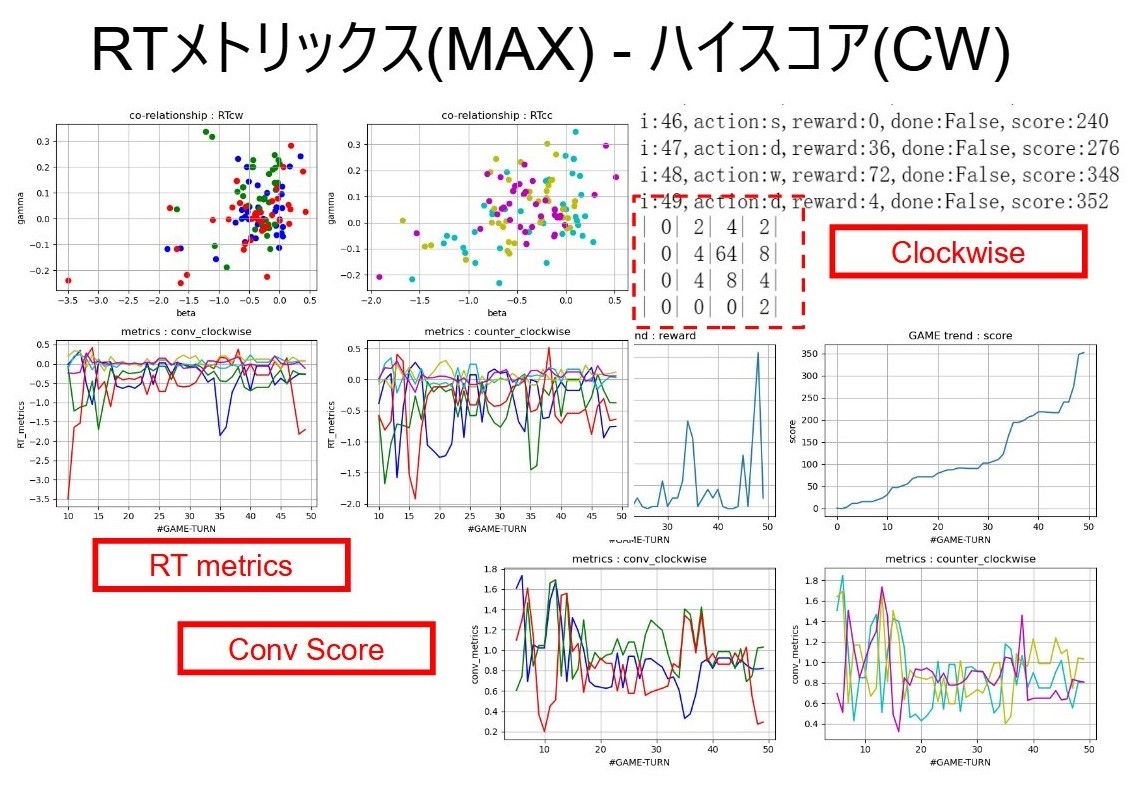 RTメトリックス(MAX) - ハイスコア(CW)
co-relationship : RTcw
gamma
0.3
0.2
0.1
0.0
−0.1
−0.2
−3.5 −3.0 −2.5 −2.0 −1.5 −1.0 −0.5 0.0 0.5
beta
co-relationship : RTcc
gamma
0.3
0.2
0.1
0.0
−0.1
−0.2
−2.0 −1.5 −1.0 −0.5 0.0 0.5
beta
i:46,action:s,reward:0,done:False,score:240
i:47,action:d,reward:36,done:False,score:276
i:48,action:w,reward:72,done:False,score:348
i:49,action:d,reward:4,done:False,score:352
| 0| 2| 4| 2|
| 0| 4|64| 8|
| 0| 4| 8| 4|
| 0| 0| 0| 2|
Clockwise
metrics : conv_clockwise
RT_metrics
0.5
0.0
−0.5
−1.0
−1.5
−2.0
−2.5
−3.0
−3.5
10 15 20 25 30 35 40 45 50
#GAME-TURN
metrics : counter_clockwise
RT_metrics
0.5
0.0
−0.5
−1.0
−1.5
−2.0
10 15 20 25 30 35 40 45 50
#GAME-TURN
nd : reward
30 40 50
#GAME-TURN
GAME trend : score
score
350
300
250
200
150
100
50
0
0 10 20 30 40 50
#GAME-TURN
RT metrics
Conv Score
metrics : conv_clockwise
conv_metrics
1.8
1.6
1.4
1.2
1.0
0.8
0.6
0.4
0.2
10 20 30 40 50
#GAME-TURN
metrics : counter_clockwise
conv_metrics
1.8
1.6
1.4
1.2
1.0
0.8
0.6
0.4
10 20 30 40 50
#GAME-TURN